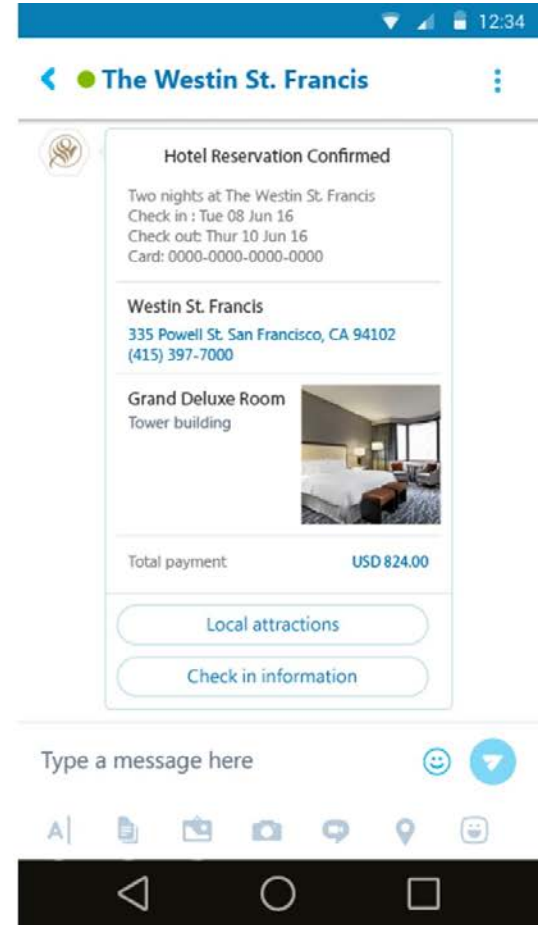 12:34
The Westin St. Francis
Hotel Reservation Confirmed
Two nights at The Westin St. Francis
Check in : Tue 08 Jun 16
Check out: Thur 10 Jun 16
Card: 0000-0000-0000-0000
Westin St. Francis
335 Powell St. San Francisco, CA 94102
(415) 397-7000
Grand Deluxe Room
Tower building
Total payment USD 824.00
Local attractions
Check in information
Type a message here
A|